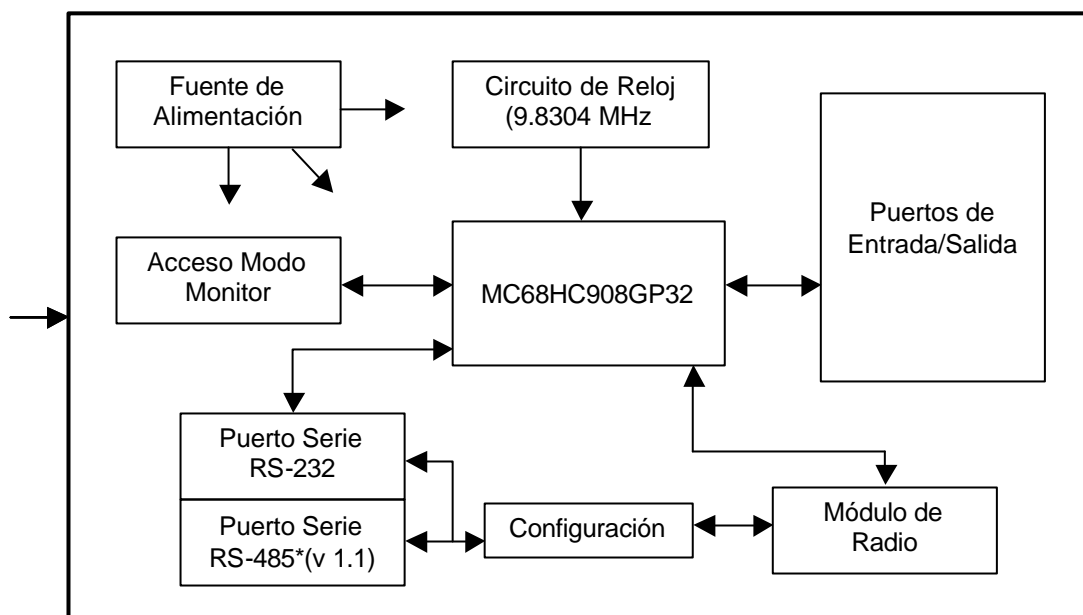 Fuente de
Alimentación
Circuito de Reloj
(9.8304 MHz
Puertos de
Entrada/Salida
Acceso Modo
Monitor
MC68HC908GP32
Puerto Serie
RS-232
Puerto Serie
RS-485*(v 1.1)
Configuración
Módulo de
Radio